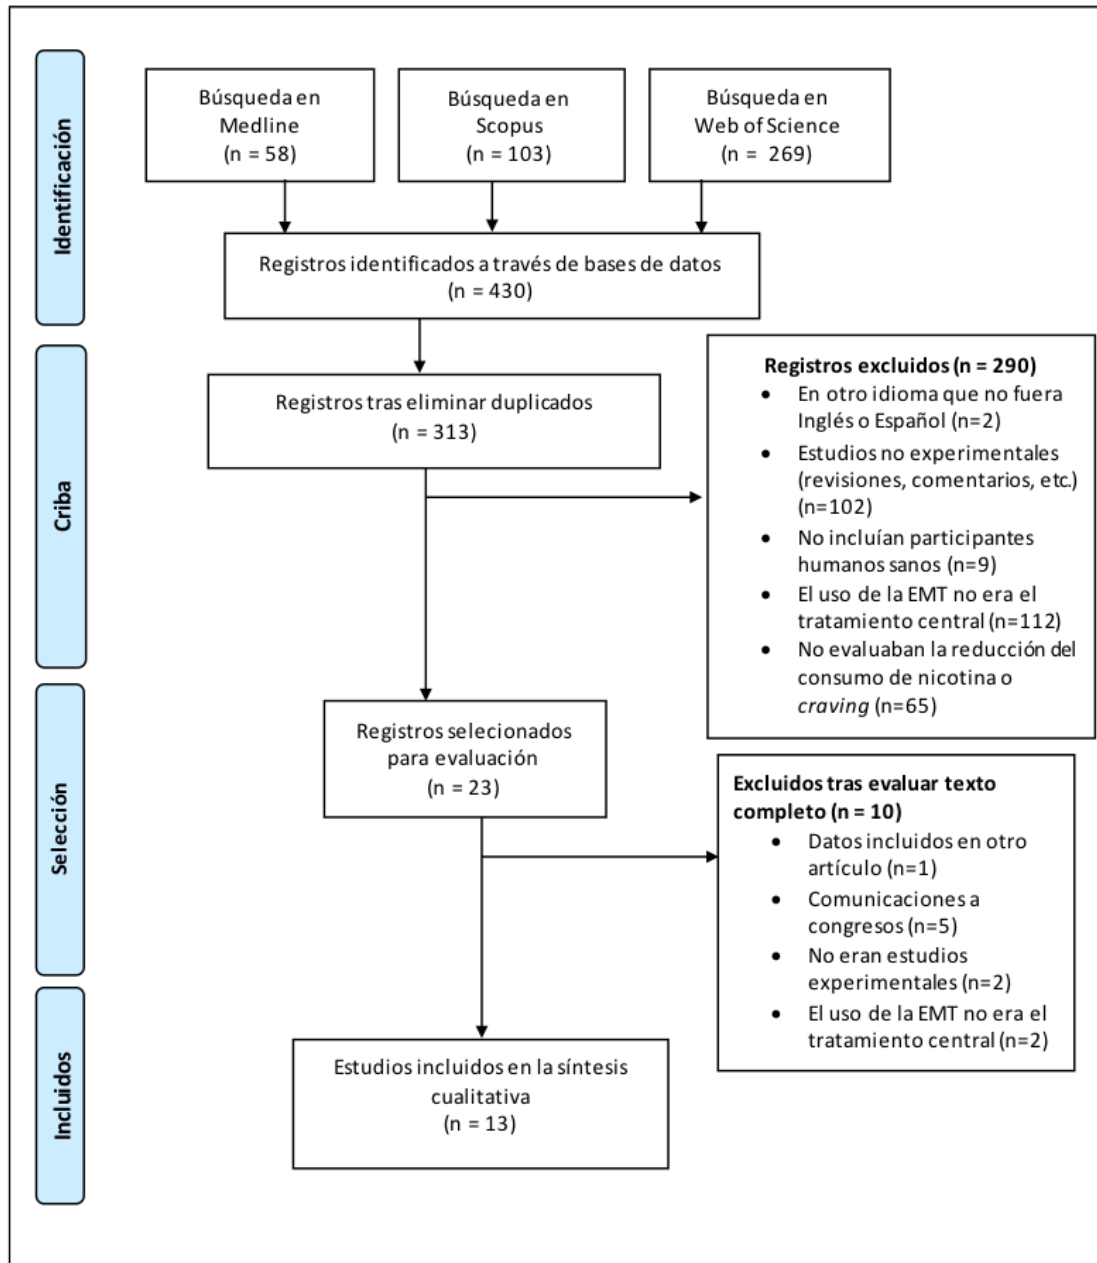 Identificación
Búsqueda en
Medline
(n = 58)
Búsqueda en
Scopus
(n = 103)
Búsqueda en
Web of Science
(n =  269)
Registros identificados a través de bases de datos
(n = 430)
Criba
Registros tras eliminar duplicados
(n = 313)
Registros excluidos (n = 290)
• En otro idioma que no fuera
Inglés o Español (n=2)
• Estudios no experimentales
(revisiones, comentarios, etc.)
(n=102)
• No incluían participantes
humanos sanos (n=9)
• El uso de la EMT no era el
tratamiento central (n=112)
• No evaluaban la reducción del
consumo de nicotina o
craving (n=65)
Selección
Registros selecionados
para evaluación
(n = 23)
Excluidos tras evaluar texto
completo (n = 10)
• Datos incluidos en otro
artículo (n=1)
• Comunicaciones a
congresos (n=5)
• No eran estudios
experimentales (n=2)
• El uso de la EMT no era el
tratamiento central (n=2)
Incluidos
Estudios incluidos en la síntesis
cualitativa
(n = 13)